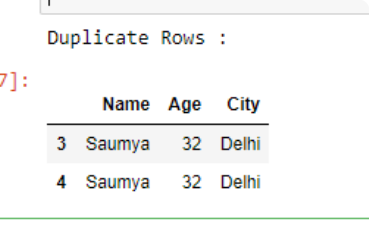 Duplicate Rows :
7]:
Name Age City
3 Saumya 32 Delhi
4 Saumya 32 Delhi